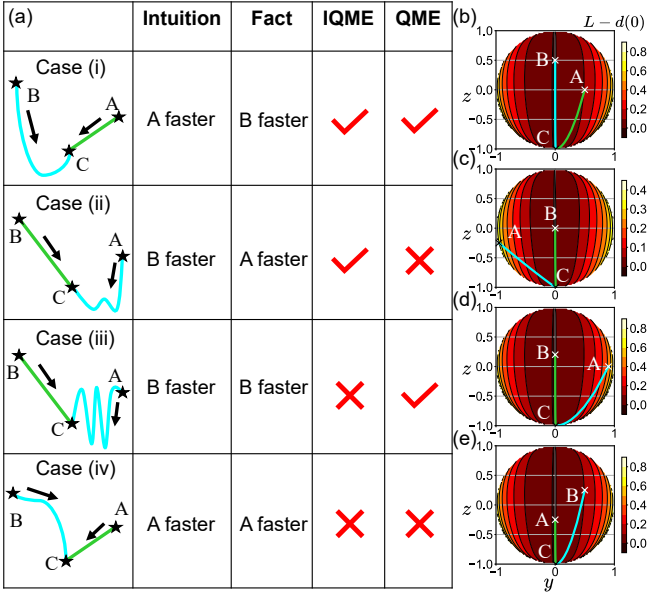 (a)
Intuition Fact IQME QME
Case (i)
B
A
C
A faster B faster
Case (ii)
B
A
C
B faster A faster
Case (iii)
B
A
C
B faster B faster
Case (iv)
B
A
C
A faster A faster
(b) L − d(0)
1.0
0.5
0.0
−0.5
−1.0
z
B
A
C
−1 0 1
0.8
0.6
0.4
0.2
0.0
(c)
1.0
0.5
0.0
−0.5
−1.0
z
B
A
C
−1 0 1
0.4
0.3
0.2
0.1
0.0
(d)
1.0
0.5
0.0
−0.5
−1.0
z
B
A
C
−1 0 1
0.8
0.6
0.4
0.2
0.0
(e)
1.0
0.5
0.0
−0.5
−1.0
z
B
A
C
−1 0 1
y
0.8
0.6
0.4
0.2
0.0